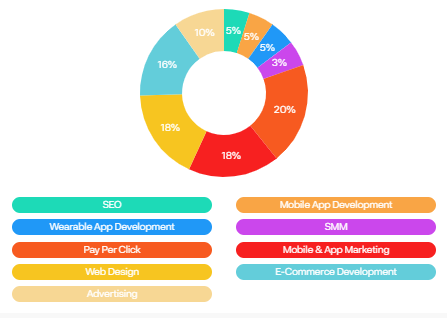 5%
5%
5%
3%
20%
18%
18%
16%
10%
SEO
Mobile App Development
Wearable App Development
SMM
Pay Per Click
Mobile & App Marketing
Web Design
E-Commerce Development
Advertising